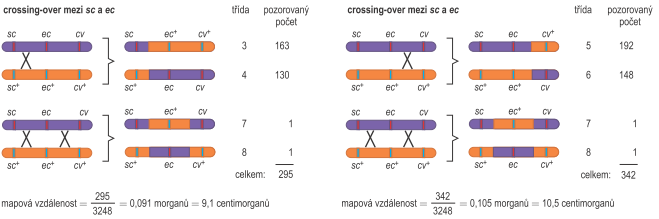 crossing-over mezi sc a ec
třída
pozorovaný
počet
sc ec cv
sc ec+ cv+
3 163
4 130
sc+ ec+ cv+
sc+ ec cv
sc ec cv
sc ec+ cv
7 1
8 1
sc+ ec+ cv+
sc+ ec cv+
celkem: 295
mapová vzdálenost = 295/3248 = 0,091 morganů = 9,1 centimorganů
crossing-over mezi sc a ec
třída
pozorovaný
počet
sc ec cv
sc ec cv+
5 192
6 148
sc+ ec+ cv+
sc+ ec+ cv
sc ec cv
sc ec+ cv
7 1
8 1
sc+ ec+ cv+
sc+ ec cv+
celkem: 342
mapová vzdálenost = 342/3248 = 0,105 morganů = 10,5 centimorganů